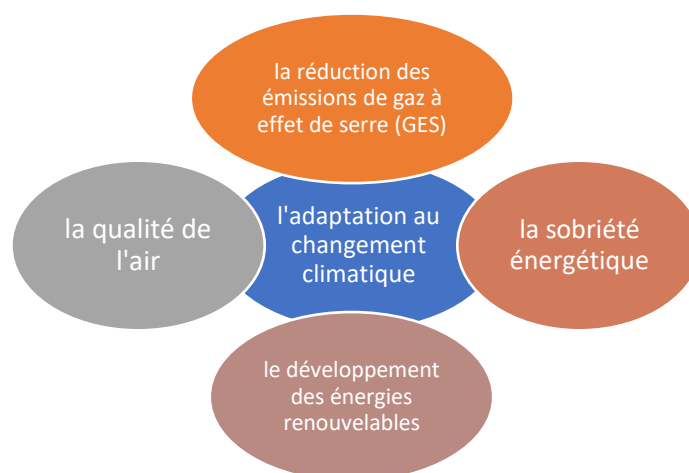 la réduction des
émissions de gaz à
effet de serre (GES)
la qualité de
l'air
l'adaptation au
changement
climatique
la sobriété
énergétique
le développement
des énergies
renouvelables